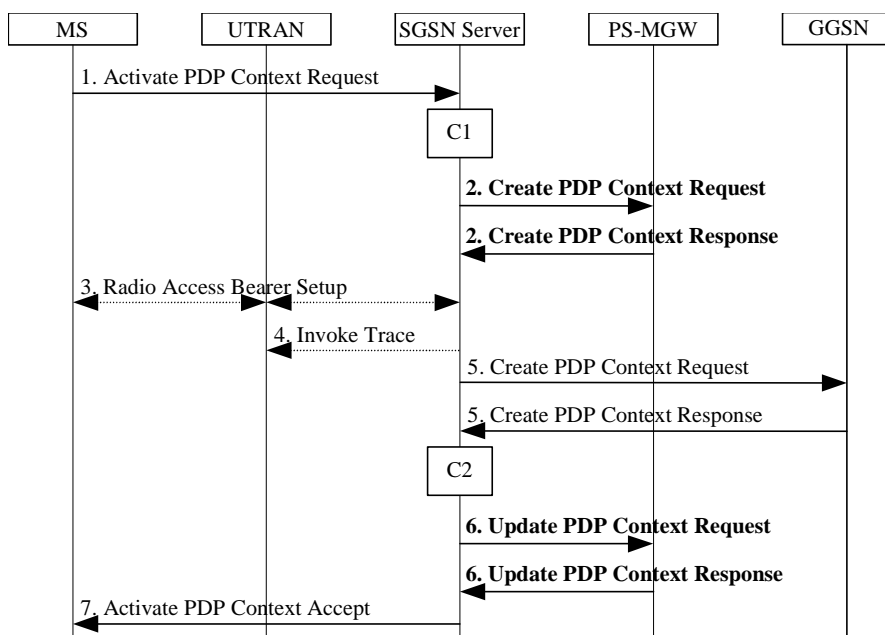 MS
UTRAN
SGSN Server
PS-MGW
GGSN
1. Activate PDP Context Request
C1
2. Create PDP Context Request
2. Create PDP Context Response
3. Radio Access Bearer Setup
4. Invoke Trace
5. Create PDP Context Request
5. Create PDP Context Response
C2
6. Update PDP Context Request
6. Update PDP Context Response
7. Activate PDP Context Accept